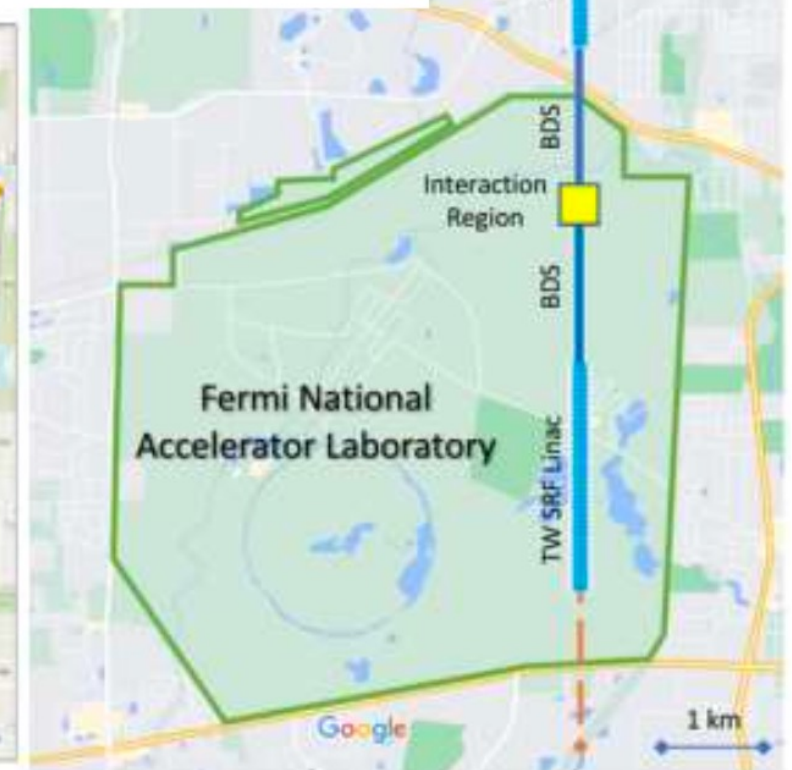 BDS
Interaction
Region
BDS
Fermi National
Accelerator Laboratory
TW SRF Linac
Google
1 km